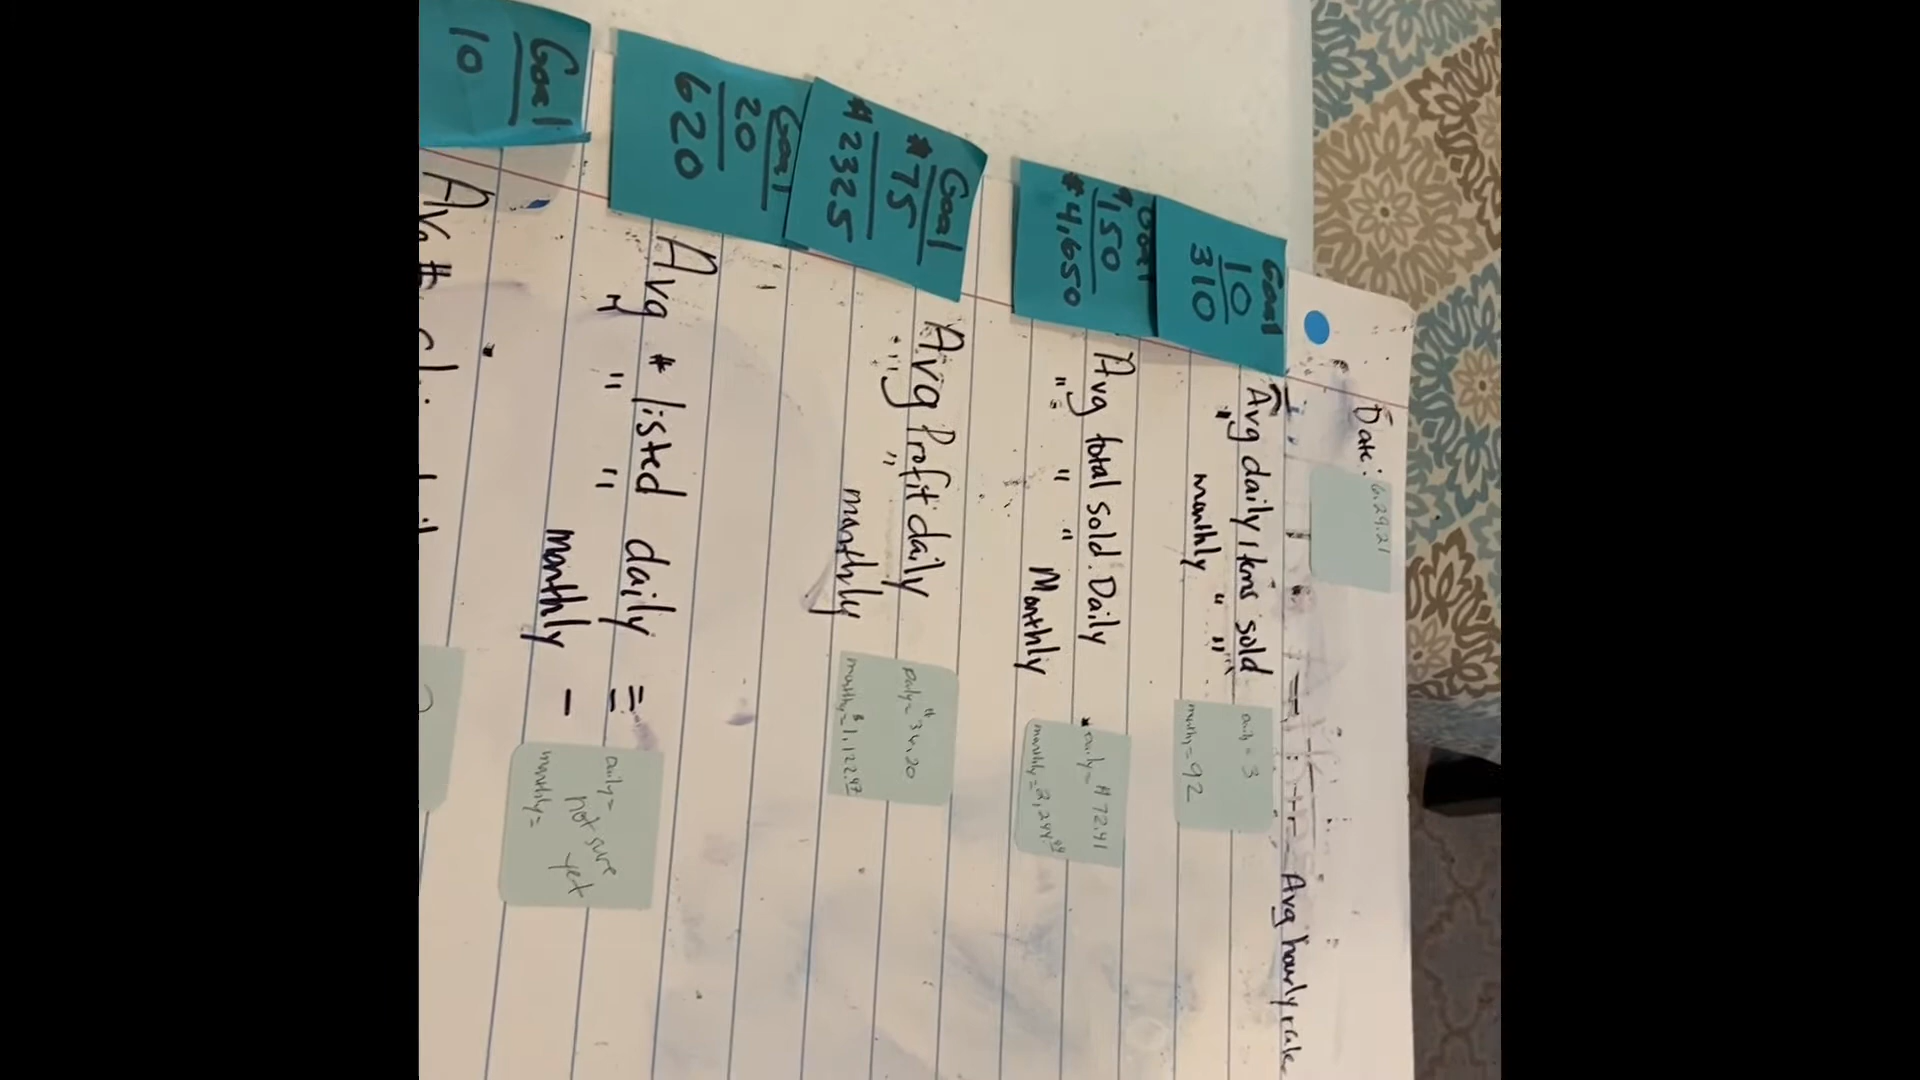 Date: 6.29.21
Avg hourly rate
Goal
10
310
Avg daily items sold
" monthly " "
Daily = 3
monthly = 92
Goal
$150
$4,650
Avg total sold Daily
" " " Monthly
Daily = $72.41
monthly = 2,244.99
Goal
$75
$2325
Avg Profit daily
" " monthly
Daily = $36.20
monthly = $1,122.47
Goal
20
620
Avg # listed daily =
" " monthly -
Daily =
not sure
yet
monthly =
Goal
10